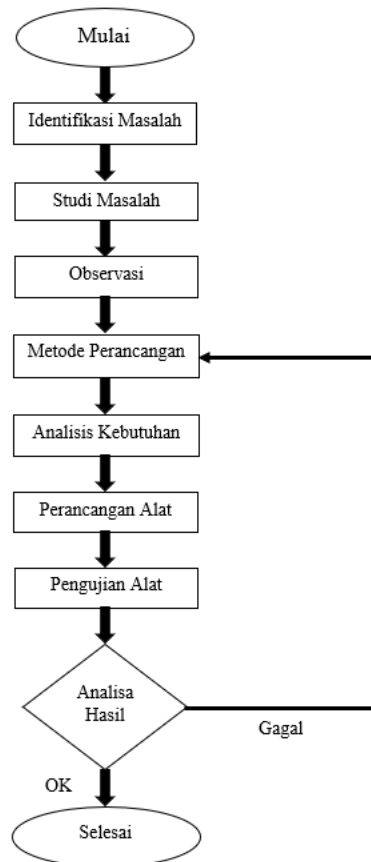 Mulai
Identifikasi Masalah
Studi Masalah
Observasi
Metode Perancangan
Analisis Kebutuhan
Perancangan Alat
Pengujian Alat
Analisa
Hasil
Gagal
OK
Selesai